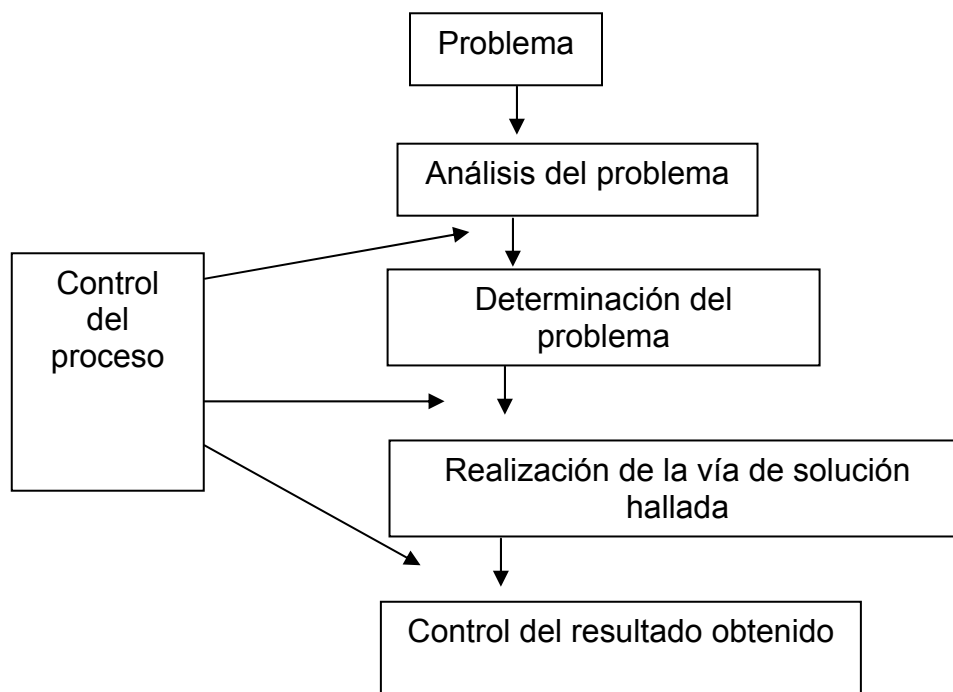 Problema
Análisis del problema
Control
del
proceso
Determinación del
problema
Realización de la vía de solución
hallada
Control del resultado obtenido